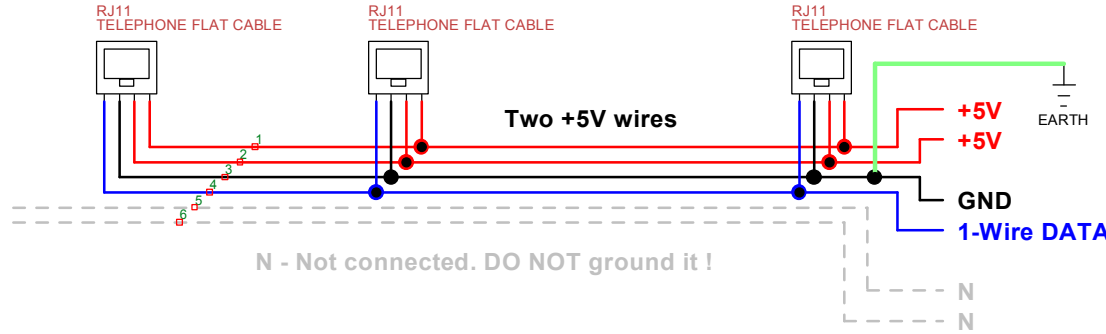 RJ11
TELEPHONE FLAT CABLE
RJ11
TELEPHONE FLAT CABLE
RJ11
TELEPHONE FLAT CABLE
Two +5V wires
+5V
EARTH
+5V
1
2
3
4
5
6
GND
1-Wire DATA
N - Not connected. DO NOT ground it !
N
N